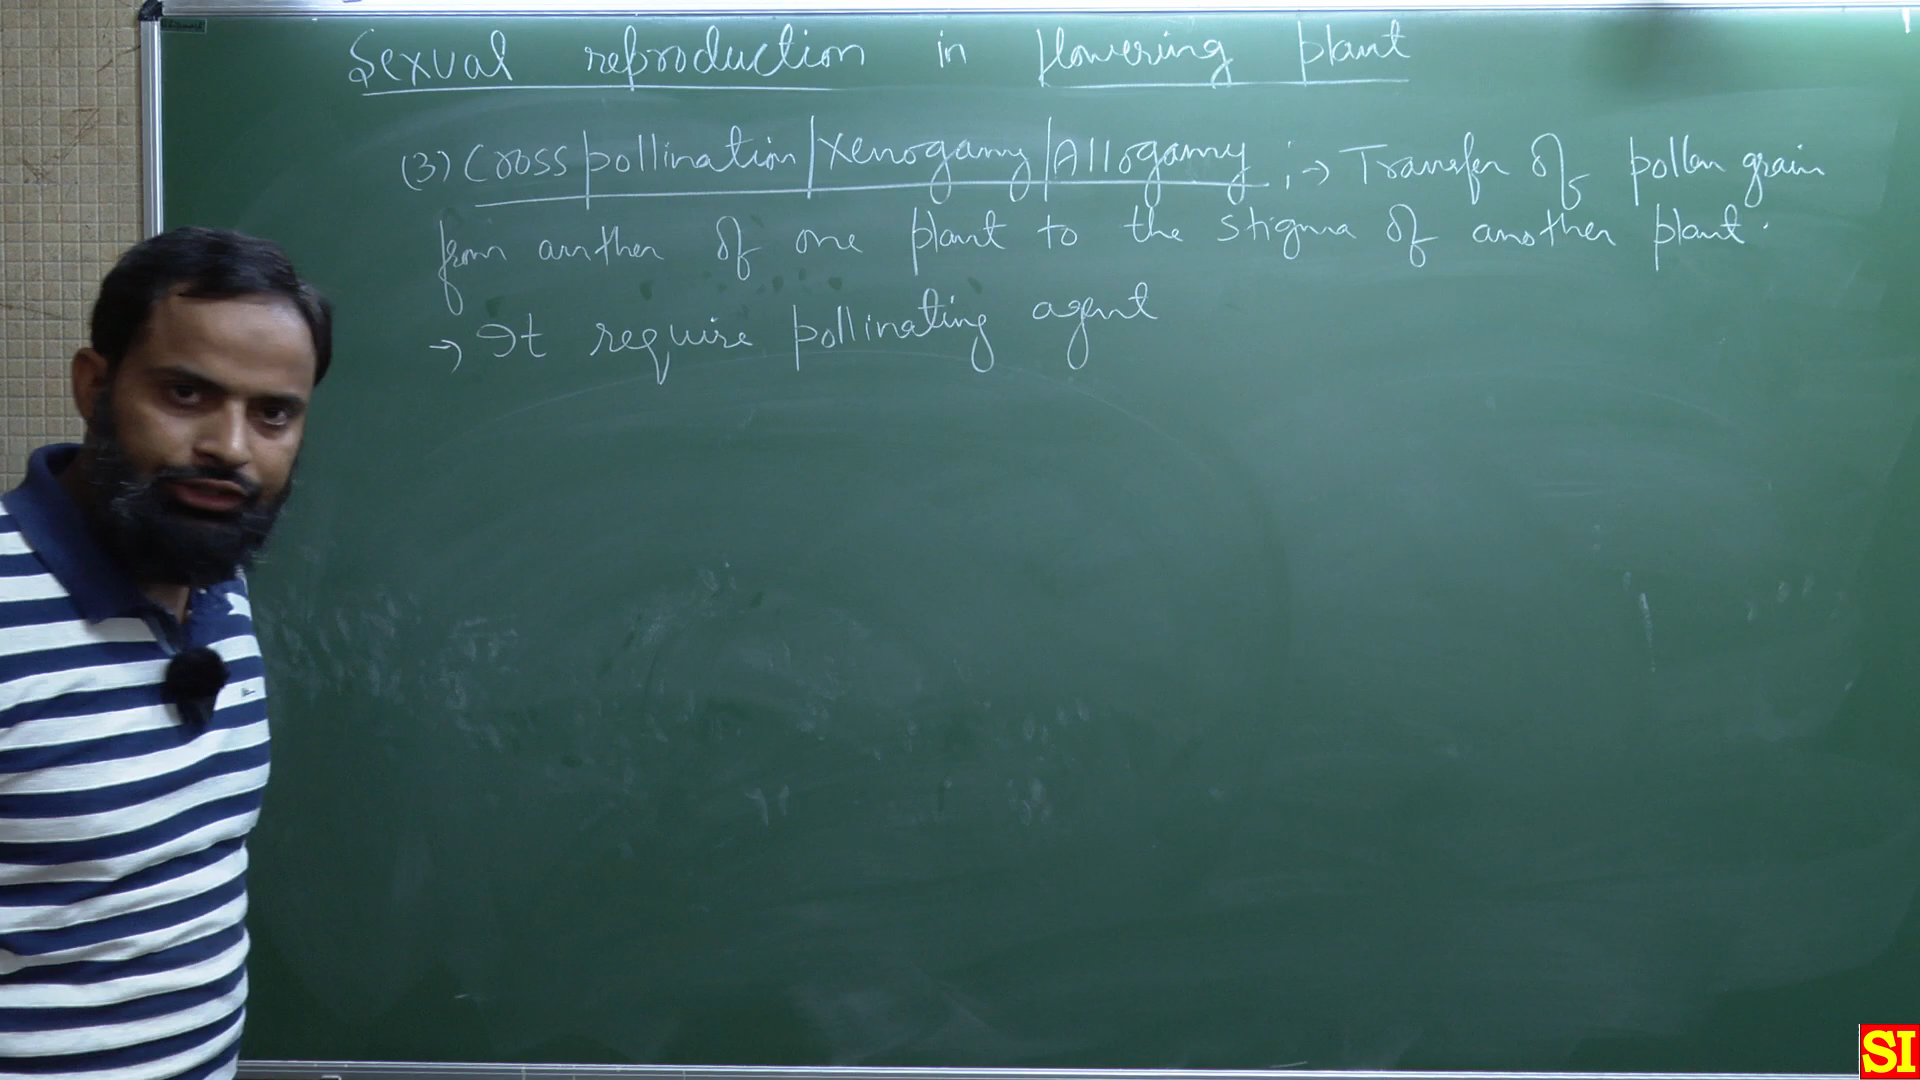 Sexual reproduction in flowering plant
(3) Cross pollination/Xenogamy/Allogamy :→ Transfer of pollen grain
from anther of one plant to the stigma of another plant.
→ It require pollinating agent
SI